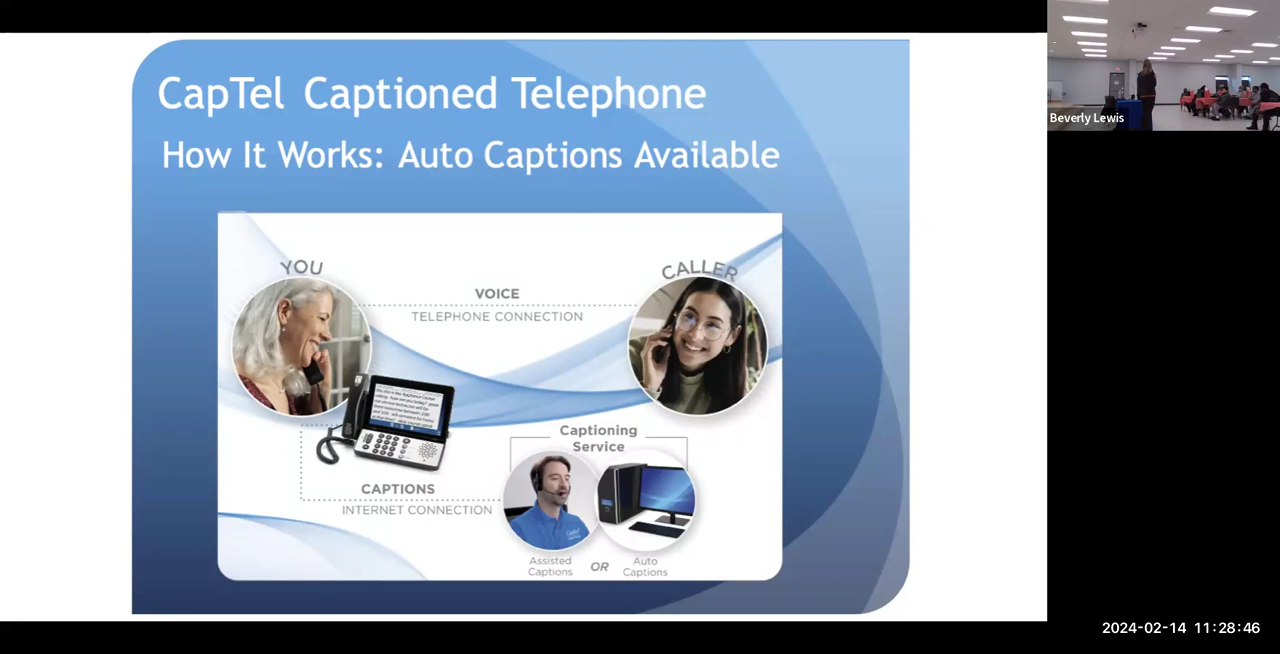 CapTel Captioned Telephone
How It Works: Auto Captions Available
YOU
CALLER
VOICE
TELEPHONE CONNECTION
Captioning
Service
CAPTIONS
INTERNET CONNECTION
Assisted
Captions
OR
Auto
Captions
Beverly Lewis
2024-02-14 11:28:46